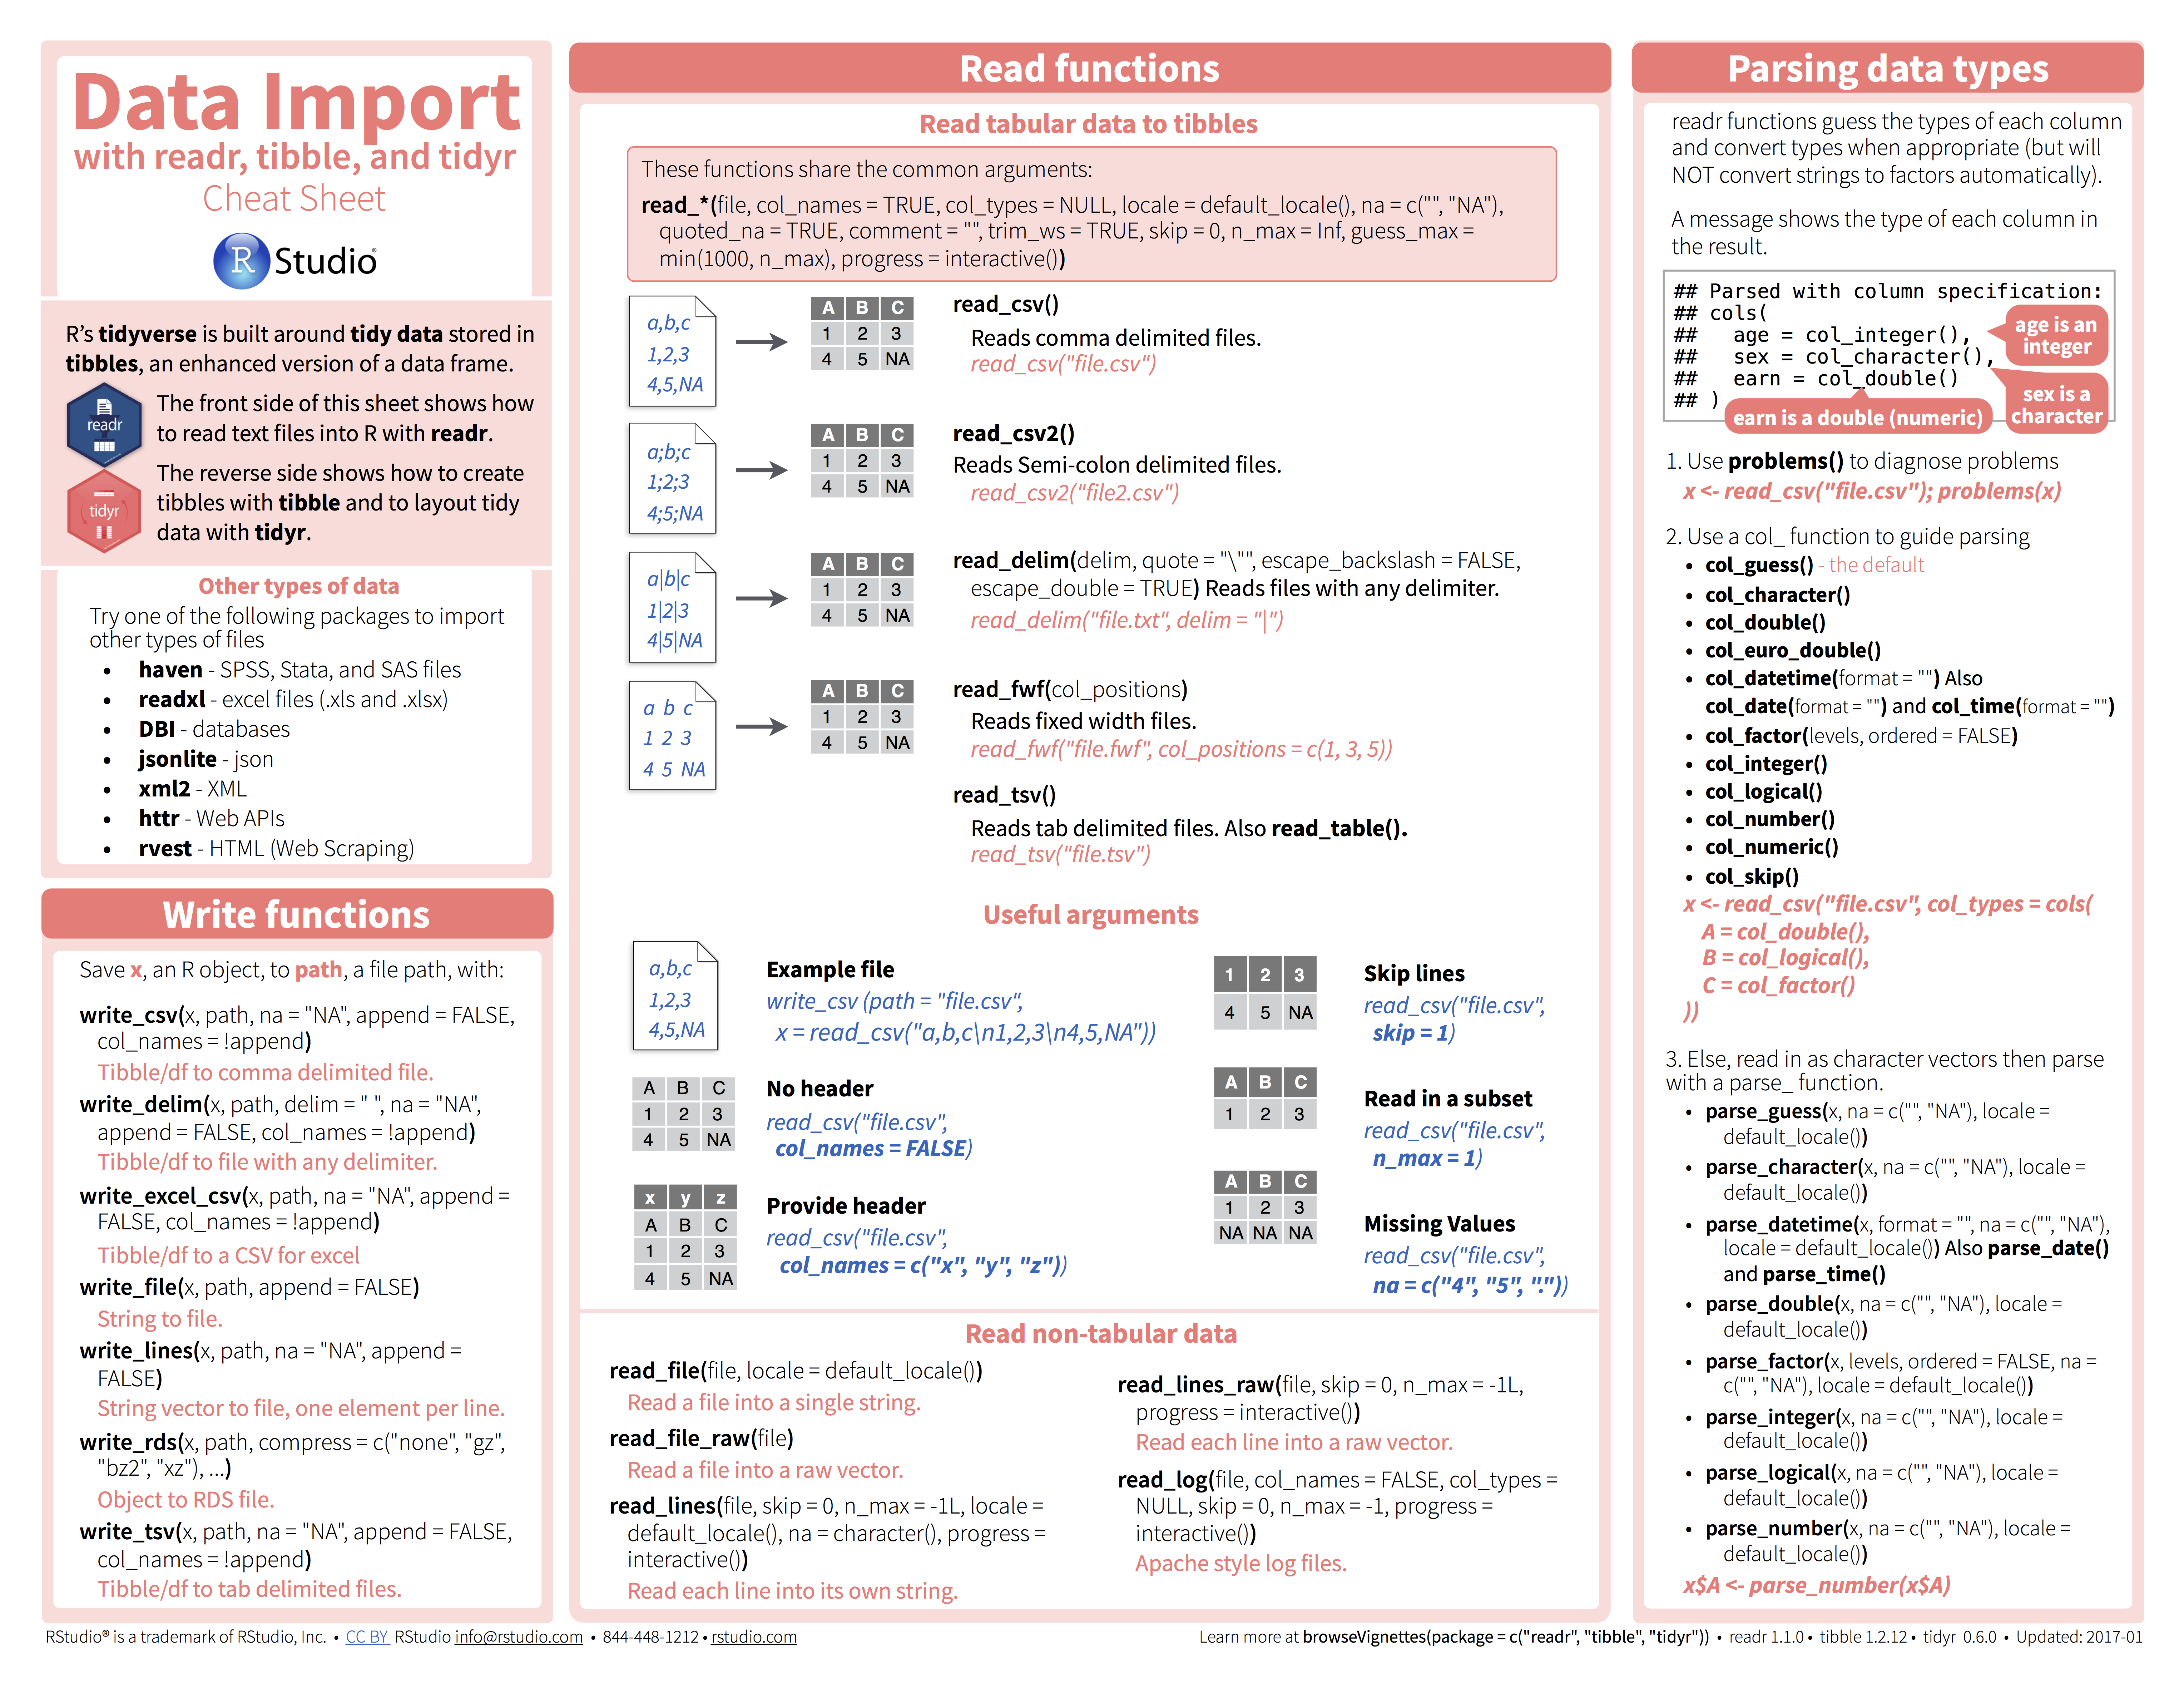 Data Import
with readr, tibble, and tidyr
Cheat Sheet
R Studio®
R’s tidyverse is built around tidy data stored in
tibbles, an enhanced version of a data frame.
readr
The front side of this sheet shows how
to read text files into R with readr.
tidyr
The reverse side shows how to create
tibbles with tibble and to layout tidy
data with tidyr.
Other types of data
Try one of the following packages to import
other types of files
• haven - SPSS, Stata, and SAS files
• readxl - excel files (.xls and .xlsx)
• DBI - databases
• jsonlite - json
• xml2 - XML
• httr - Web APIs
• rvest - HTML (Web Scraping)
Write functions
Save x, an R object, to path, a file path, with:
write_csv(x, path, na = "NA", append = FALSE,
col_names = !append)
Tibble/df to comma delimited file.
write_delim(x, path, delim = " ", na = "NA",
append = FALSE, col_names = !append)
Tibble/df to file with any delimiter.
write_excel_csv(x, path, na = "NA", append =
FALSE, col_names = !append)
Tibble/df to a CSV for excel
write_file(x, path, append = FALSE)
String to file.
write_lines(x, path, na = "NA", append =
FALSE)
String vector to file, one element per line.
write_rds(x, path, compress = c("none", "gz",
"bz2", "xz"), ...)
Object to RDS file.
write_tsv(x, path, na = "NA", append = FALSE,
col_names = !append)
Tibble/df to tab delimited files.
Read functions
Read tabular data to tibbles
These functions share the common arguments:
read_*(file, col_names = TRUE, col_types = NULL, locale = default_locale(), na = c("", "NA"),
quoted_na = TRUE, comment = "", trim_ws = TRUE, skip = 0, n_max = Inf, guess_max =
min(1000, n_max), progress = interactive())
a,b,c
1,2,3
4,5,NA
A B C
1 2 3
4 5 NA
read_csv()
Reads comma delimited files.
read_csv("file.csv")
a;b;c
1;2;3
4;5;NA
A B C
1 2 3
4 5 NA
read_csv2()
Reads Semi-colon delimited files.
read_csv2("file2.csv")
a|b|c
1|2|3
4|5|NA
A B C
1 2 3
4 5 NA
read_delim(delim, quote = "\"", escape_backslash = FALSE,
escape_double = TRUE) Reads files with any delimiter.
read_delim("file.txt", delim = "|")
a b c
1 2 3
4 5 NA
A B C
1 2 3
4 5 NA
read_fwf(col_positions)
Reads fixed width files.
read_fwf("file.fwf", col_positions = c(1, 3, 5))
read_tsv()
Reads tab delimited files. Also read_table().
read_tsv("file.tsv")
Useful arguments
a,b,c
1,2,3
4,5,NA
Example file
write_csv (path = "file.csv",
x = read_csv("a,b,c\n1,2,3\n4,5,NA"))
A B C
1 2 3
4 5 NA
No header
read_csv("file.csv",
col_names = FALSE)
x y z
A B C
1 2 3
4 5 NA
Provide header
read_csv("file.csv",
col_names = c("x", "y", "z"))
1 2 3
4 5 NA
Skip lines
read_csv("file.csv",
skip = 1)
A B C
1 2 3
Read in a subset
read_csv("file.csv",
n_max = 1)
A B C
1 2 3
NA NA NA
Missing Values
read_csv("file.csv",
na = c("4", "5", "."))
Read non-tabular data
read_file(file, locale = default_locale())
Read a file into a single string.
read_file_raw(file)
Read a file into a raw vector.
read_lines(file, skip = 0, n_max = -1L, locale =
default_locale(), na = character(), progress =
interactive())
Read each line into its own string.
read_lines_raw(file, skip = 0, n_max = -1L,
progress = interactive())
Read each line into a raw vector.
read_log(file, col_names = FALSE, col_types =
NULL, skip = 0, n_max = -1, progress =
interactive())
Apache style log files.
Parsing data types
readr functions guess the types of each column
and convert types when appropriate (but will
NOT convert strings to factors automatically).
A message shows the type of each column in
the result.
## Parsed with column specification:
## cols(
## age = col_integer(),
## sex = col_character(),
## earn = col_double()
## )
age is an
integer
sex is a
character
earn is a double (numeric)
1. Use problems() to diagnose problems
x <- read_csv("file.csv"); problems(x)
2. Use a col_ function to guide parsing
• col_guess() - the default
• col_character()
• col_double()
• col_euro_double()
• col_datetime(format = "") Also
col_date(format = "") and col_time(format = "")
• col_factor(levels, ordered = FALSE)
• col_integer()
• col_logical()
• col_number()
• col_numeric()
• col_skip()
x <- read_csv("file.csv", col_types = cols(
A = col_double(),
B = col_logical(),
C = col_factor()
))
3. Else, read in as character vectors then parse
with a parse_ function.
• parse_guess(x, na = c("", "NA"), locale =
default_locale())
• parse_character(x, na = c("", "NA"), locale =
default_locale())
• parse_datetime(x, format = "", na = c("", "NA"),
locale = default_locale()) Also parse_date()
and parse_time()
• parse_double(x, na = c("", "NA"), locale =
default_locale())
• parse_factor(x, levels, ordered = FALSE, na =
c("", "NA"), locale = default_locale())
• parse_integer(x, na = c("", "NA"), locale =
default_locale())
• parse_logical(x, na = c("", "NA"), locale =
default_locale())
• parse_number(x, na = c("", "NA"), locale =
default_locale())
x$A <- parse_number(x$A)
RStudio® is a trademark of RStudio, Inc. • CC BY RStudio info@rstudio.com • 844-448-1212 • rstudio.com
Learn more at browseVignettes(package = c("readr", "tibble", "tidyr")) • readr 1.1.0 • tibble 1.2.12 • tidyr 0.6.0 • Updated: 2017-01